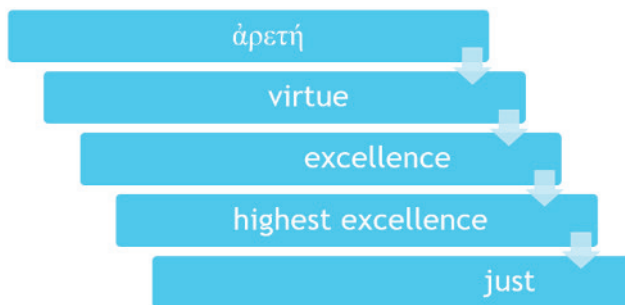 ἀρετή
virtue
excellence
highest excellence
just